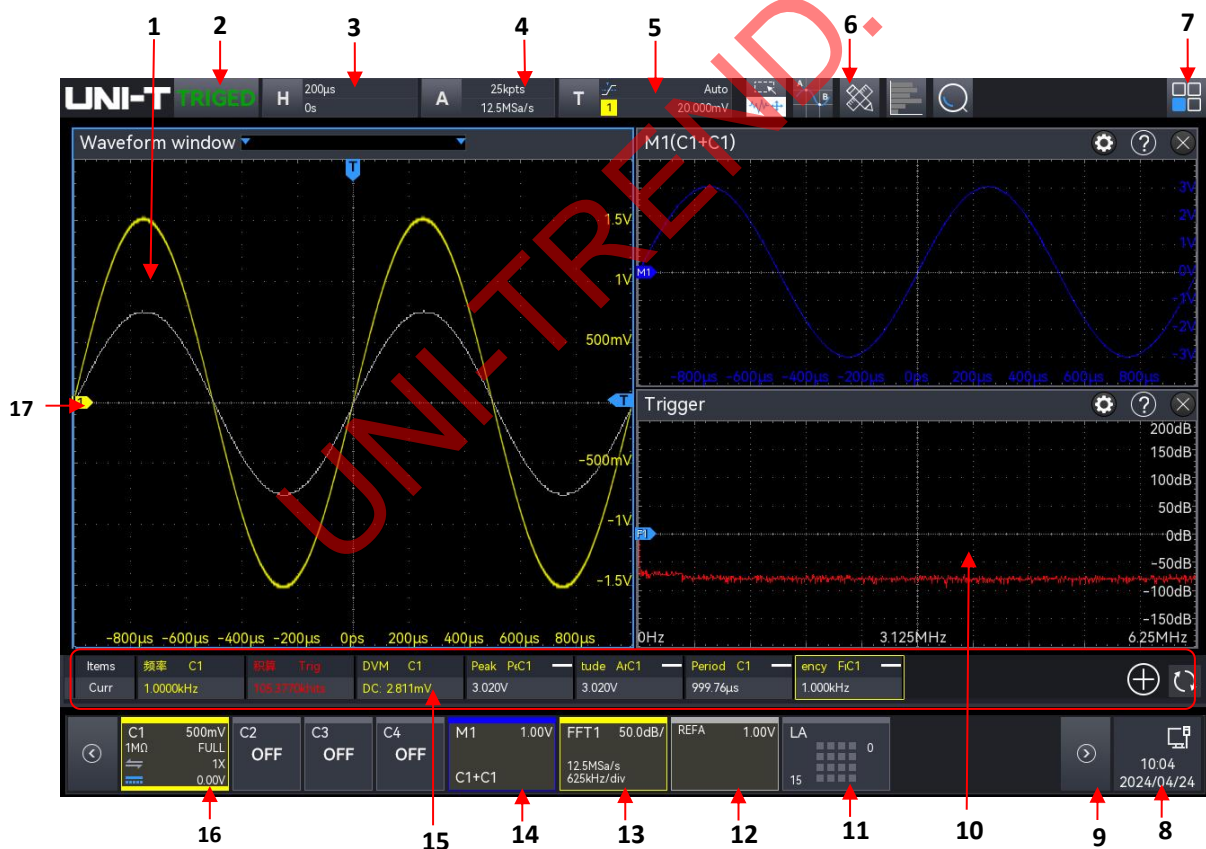 1 2 3 4 5 6 7
UNI-TREND.
UNI-T TRIGED H 200μs A 25kpts T Auto
0s 12.5MSa/s 1 20.000mV
Waveform window
T
1.5V
1V
500mV
T
-500mV
-1V
-1.5V
-800μs -600μs -400μs -200μs 0ps 200μs 400μs 600μs 800μs
1
17
M1(C1+C1)
3V
2V
1V
M1 0V
-1V
-2V
-3V
-800μs -600μs -400μs -200μs 0ps 200μs 400μs 600μs 800μs
Trigger
200dB
150dB
100dB
50dB
0dB
-50dB
-100dB
-150dB
0Hz 3.125MHz 6.25MHz
Items 频率 C1 Trig DVM C1 Peak PrC1 tude ArC1 Period C1 ency FrC1
Curr 1.0000kHz DC: 2.811mV 3.020V 3.020V 999.76μs 1.000kHz
C1 500mV
1MΩ FULL
1X
0.00V
C2
OFF
C3
OFF
C4
OFF
M1 1.00V
C1+C1
FFT1 50.0dB/
12.5MSa/s
625kHz/div
REFA 1.00V
LA
0
15
10:04
2024/04/24
16 15 14 13 12 11 10 9 8